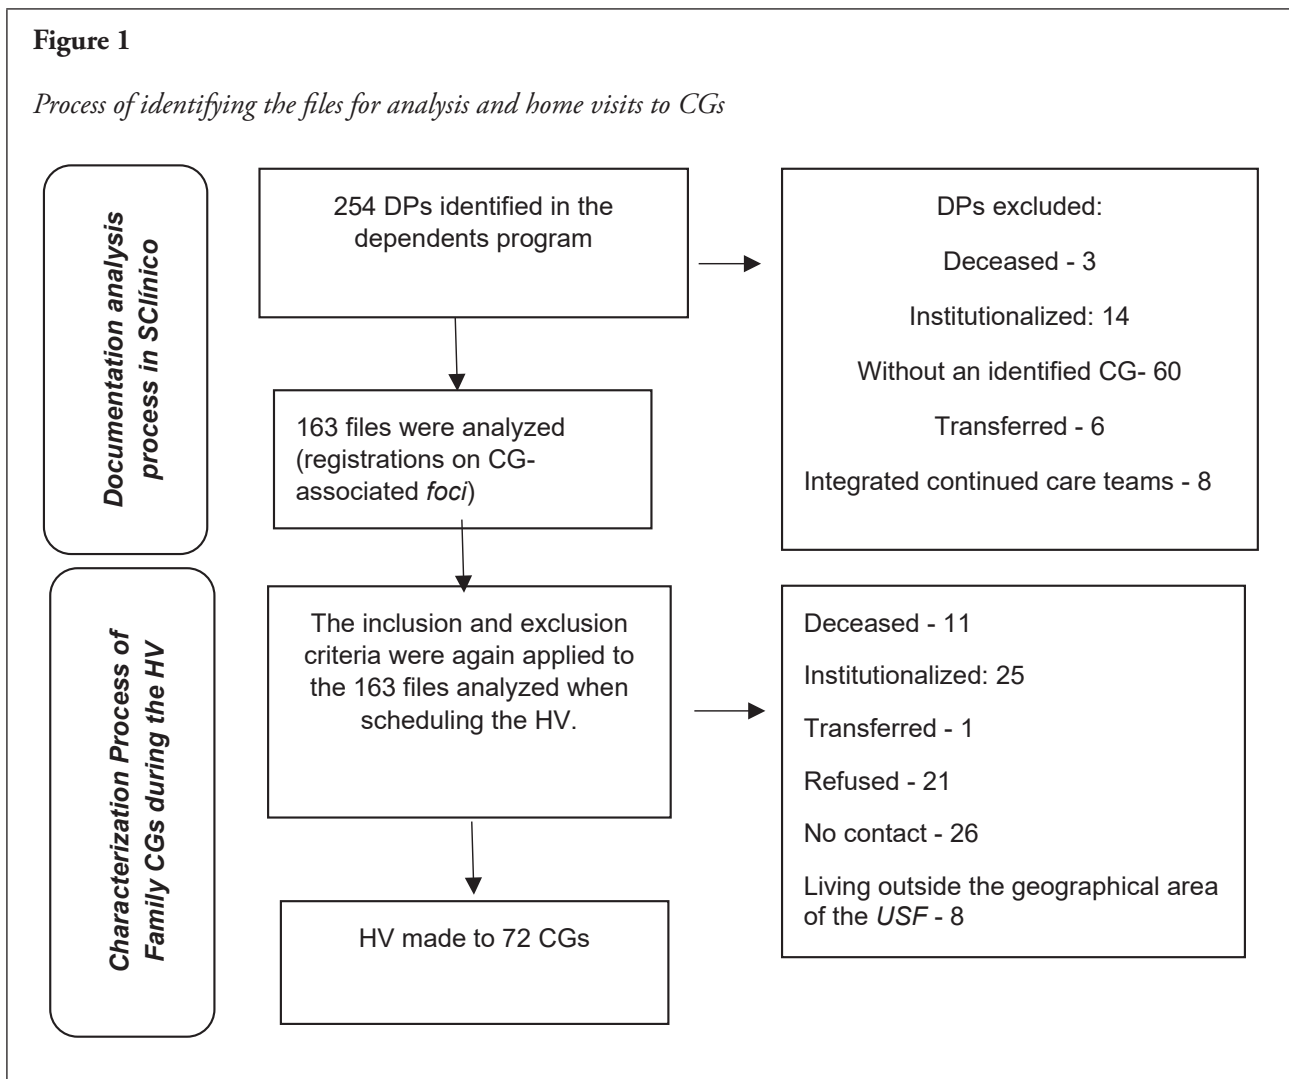 Figure 1
Process of identifying the files for analysis and home visits to CGs
Documentation analysis
process in SClínico
254 DPs identified in the
dependents program
DPs excluded:
Deceased - 3
Institutionalized: 14
Without an identified CG- 60
Transferred - 6
Integrated continued care teams - 8
163 files were analyzed
(registrations on CG-
associated foci)
Characterization Process of
Family CGs during the HV
The inclusion and exclusion
criteria were again applied to
the 163 files analyzed when
scheduling the HV.
Deceased - 11
Institutionalized: 25
Transferred - 1
Refused - 21
No contact - 26
Living outside the geographical area
of the USF - 8
HV made to 72 CGs